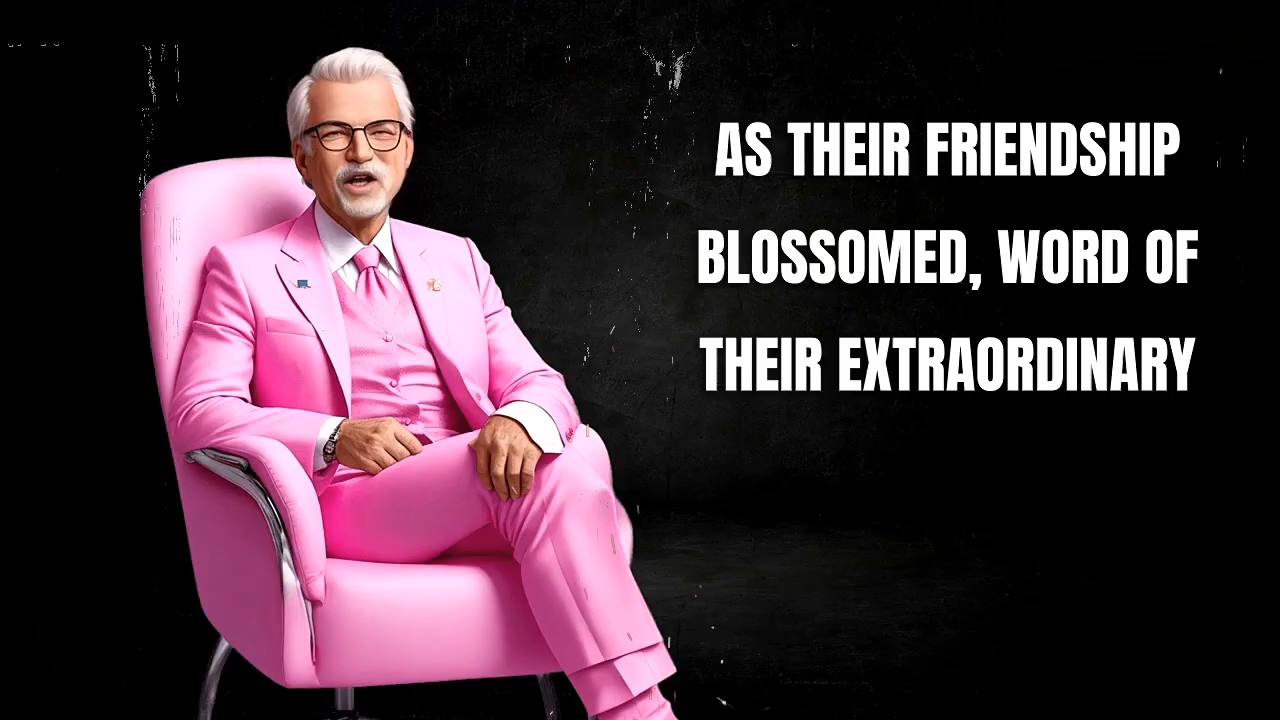 AS THEIR FRIENDSHIP
BLOSSOMED, WORD OF
THEIR EXTRAORDINARY